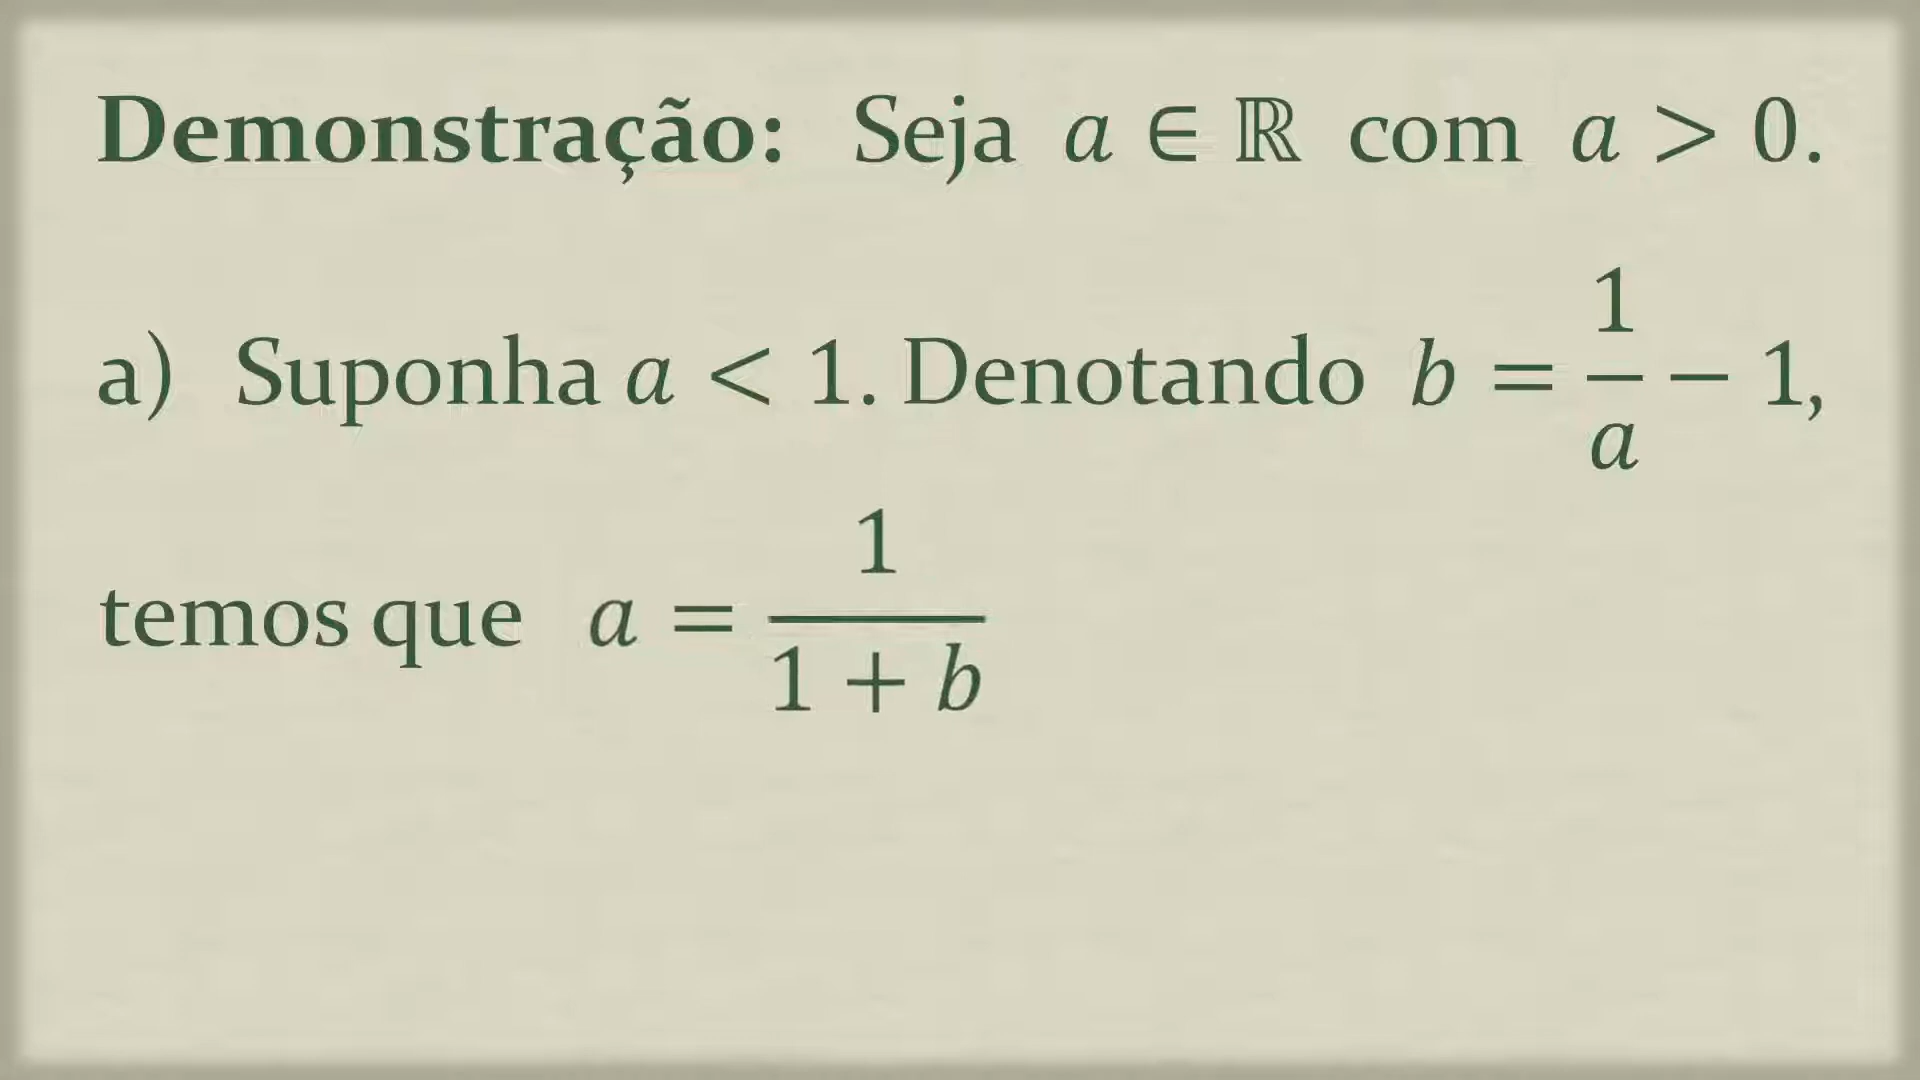 Demonstração: Seja a ∈ ℝ com a > 0.
a) Suponha a < 1. Denotando b = 1/a − 1,
temos que a = 1/(1 + b)